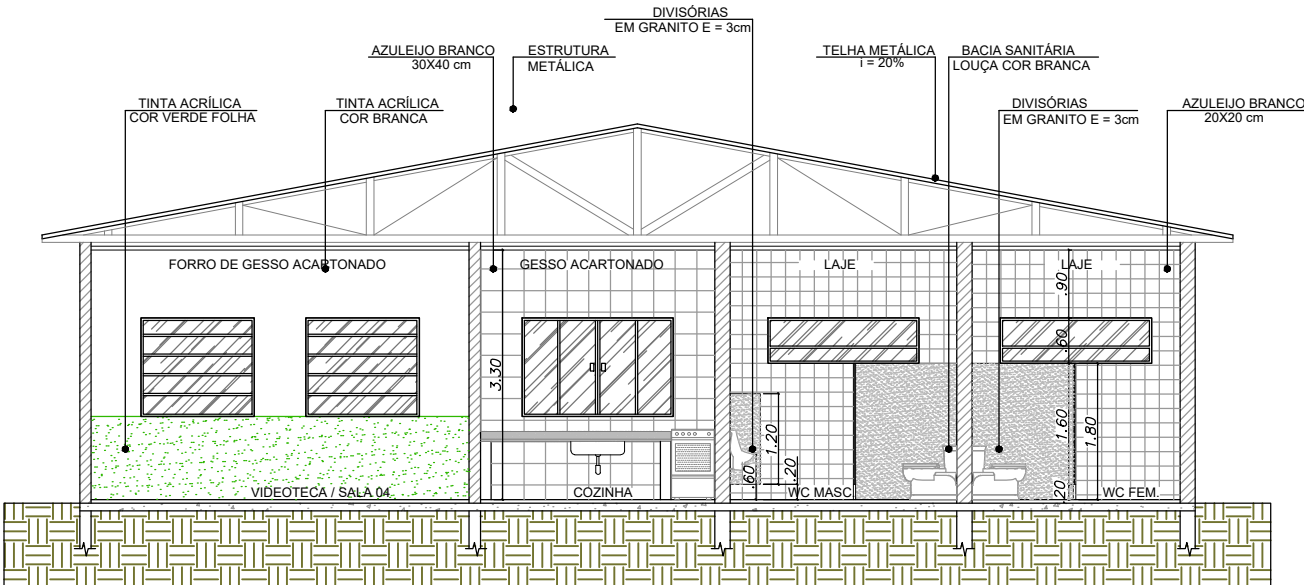 DIVISÓRIAS
EM GRANITO E = 3cm
AZULEIJO BRANCO
30X40 cm
ESTRUTURA
METÁLICA
TELHA METÁLICA
i = 20%
BACIA SANITÁRIA
LOUÇA COR BRANCA
TINTA ACRÍLICA
COR VERDE FOLHA
TINTA ACRÍLICA
COR BRANCA
DIVISÓRIAS
EM GRANITO E = 3cm
AZULEIJO BRANCO
20X20 cm
FORRO DE GESSO ACARTONADO
GESSO ACARTONADO
LAJE
LAJE
.90
.60
3.30
1.20
.60
.20
1.60
1.80
.20
VIDEOTECA / SALA 04
COZINHA
WC MASC
WC FEM.